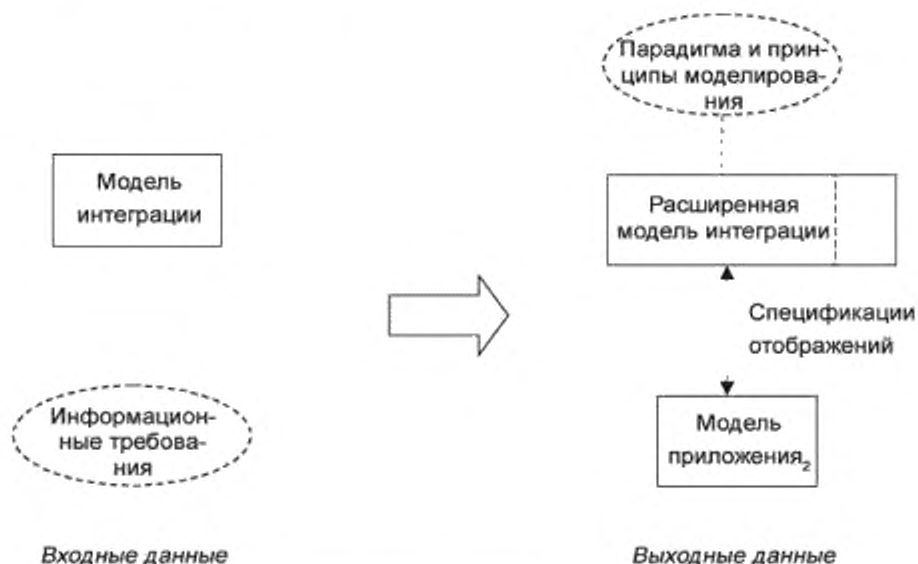 Парадигма и прин-
ципы моделирова-
ния
Модель
интеграции
Расширенная
модель интеграции
Спецификации
отображений
Информацион-
ные требова-
ния
Модель
приложения₂
Входные данные
Выходные данные